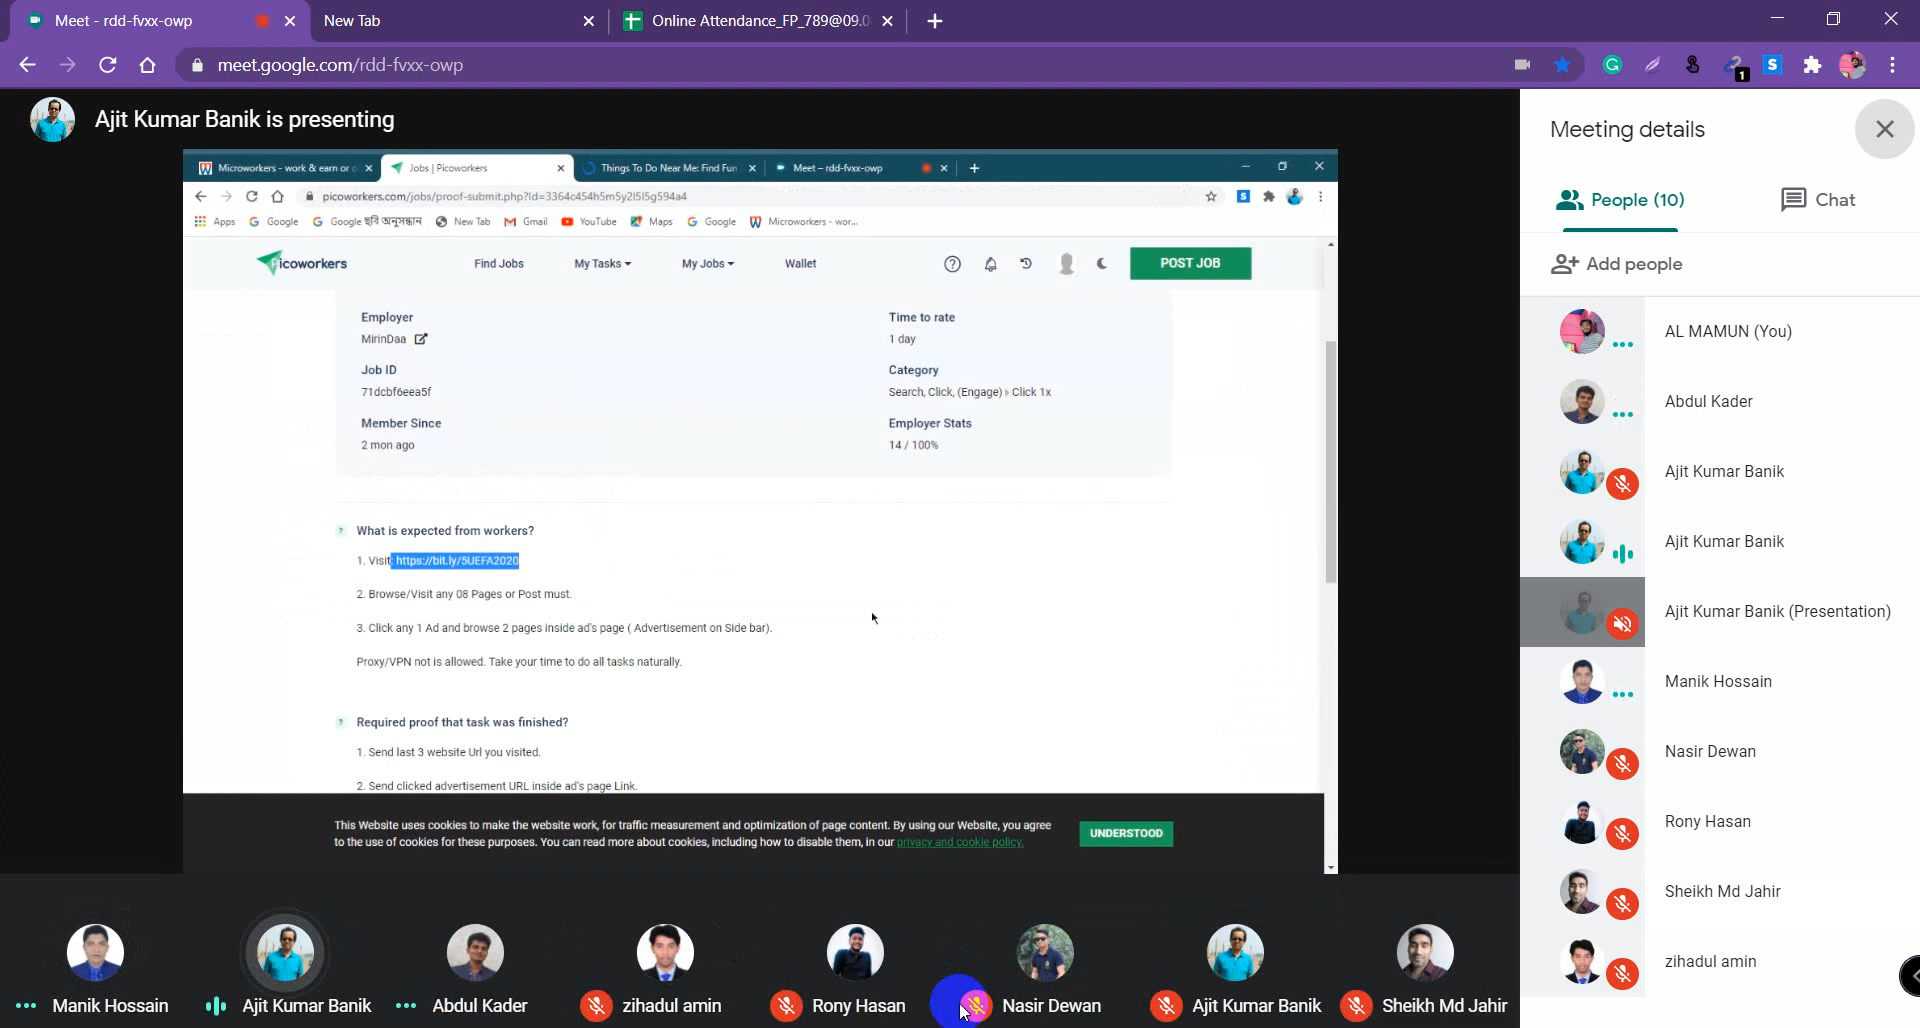 Meet - rdd-fvxx-owp
New Tab
Online Attendance_FP_789@09.0
meet.google.com/rdd-fvxx-owp
1
Ajit Kumar Banik is presenting
Microworkers - work & earn or o
Jobs | Picoworkers
Things To Do Near Me: Find Fun
Meet – rdd-fvxx-owp
picoworkers.com/jobs/proof-submit.php?Id=3364c454h5m5y2l5l5g594a4
Apps
Google
Google ছবি অনুসন্ধান
New Tab
Gmail
YouTube
Maps
Google
Microworkers - wor...
Picoworkers
Find Jobs
My Tasks
My Jobs
Wallet
POST JOB
Employer
MirinDaa
Time to rate
1 day
Job ID
71dcbf6eea5f
Category
Search, Click, (Engage) › Click 1x
Member Since
2 mon ago
Employer Stats
14 / 100%
What is expected from workers?
1. Visit: https://bit.ly/5UEFA2020
2. Browse/Visit any 08 Pages or Post must.
3. Click any 1 Ad and browse 2 pages inside ad's page ( Advertisement on Side bar).
Proxy/VPN not is allowed. Take your time to do all tasks naturally.
Required proof that task was finished?
1. Send last 3 website Url you visited.
2. Send clicked advertisement URL inside ad's page Link.
This Website uses cookies to make the website work, for traffic measurement and optimization of page content. By using our Website, you agree
to the use of cookies for these purposes. You can read more about cookies, including how to disable them, in our privacy and cookie policy.
UNDERSTOOD
Manik Hossain
Ajit Kumar Banik
Abdul Kader
zihadul amin
Rony Hasan
Nasir Dewan
Ajit Kumar Banik
Sheikh Md Jahir
Meeting details
People (10)
Chat
Add people
AL MAMUN (You)
Abdul Kader
Ajit Kumar Banik
Ajit Kumar Banik
Ajit Kumar Banik (Presentation)
Manik Hossain
Nasir Dewan
Rony Hasan
Sheikh Md Jahir
zihadul amin